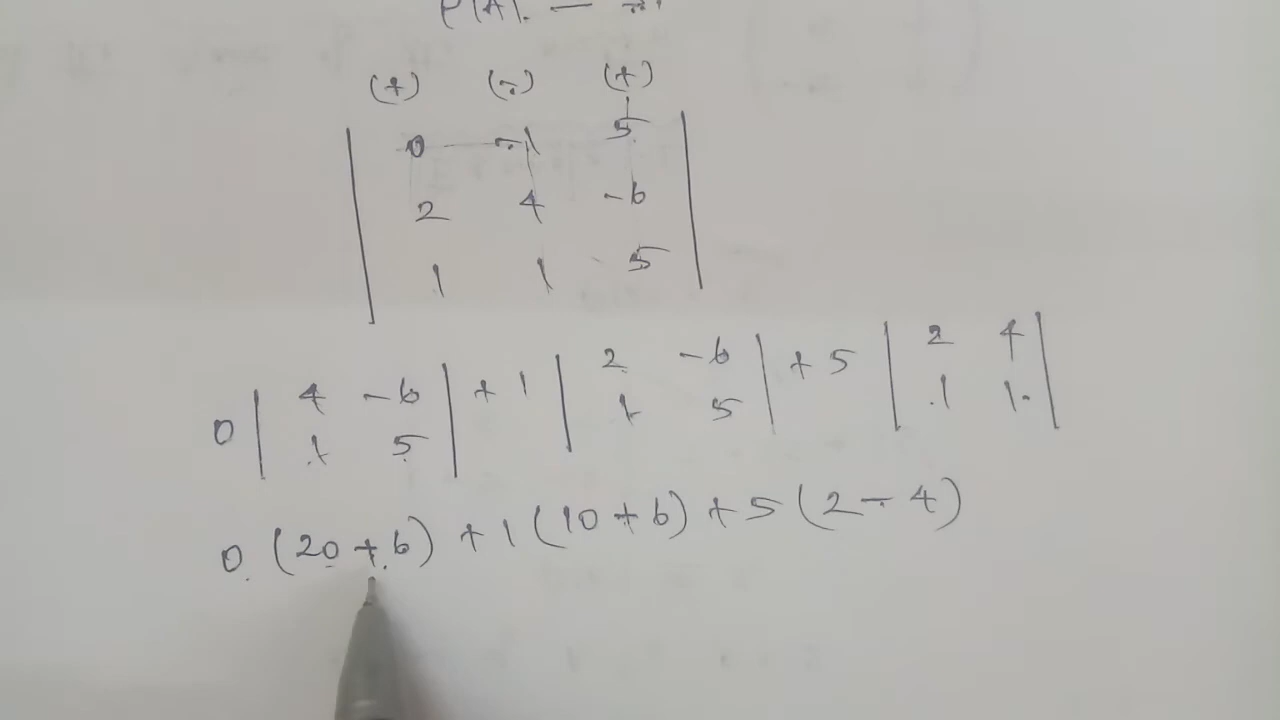 (+) (-) (+)
0 -1 5
2 4 -6
1 1 5
0 | 4 -6 | + 1 | 2 -6 | + 5 | 2 4 |
| 1 5 | | 1 5 | | 1 1 |
0 (20 + 6) + 1 (10 + 6) + 5 (2 - 4)